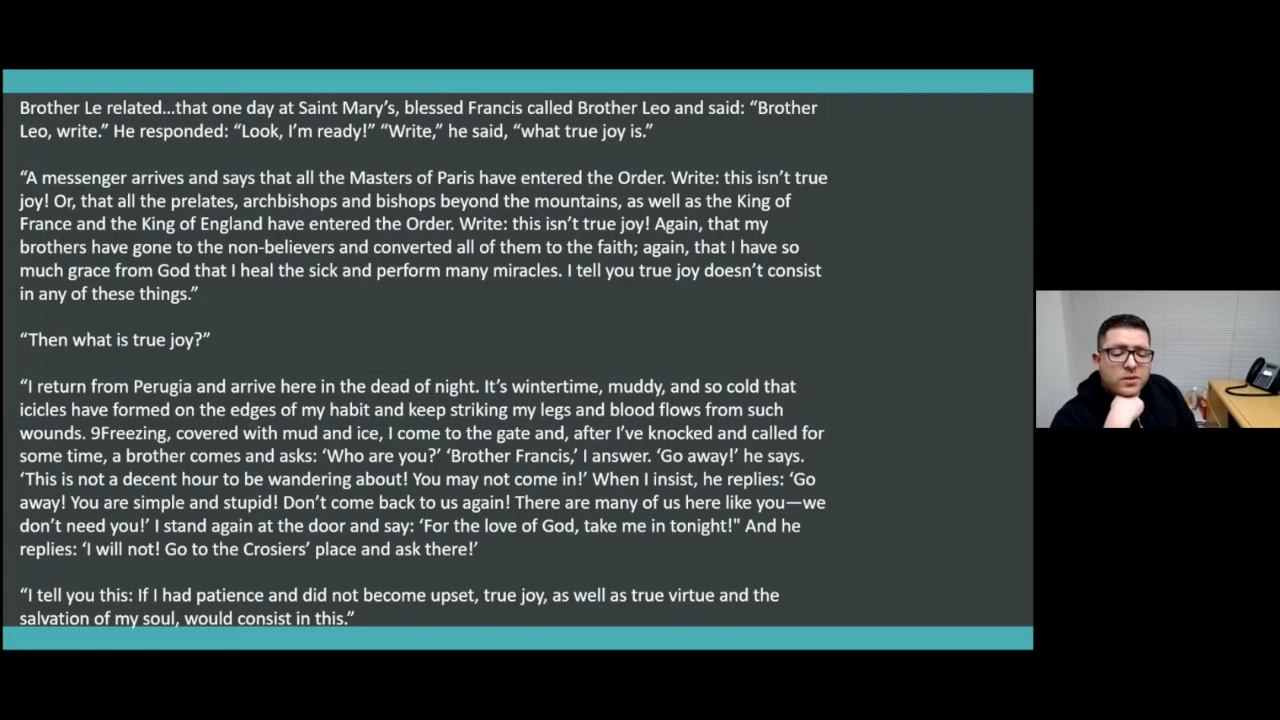 Brother Le related...that one day at Saint Mary’s, blessed Francis called Brother Leo and said: “Brother
Leo, write.” He responded: “Look, I’m ready!” “Write,” he said, “what true joy is.”
“A messenger arrives and says that all the Masters of Paris have entered the Order. Write: this isn’t true
joy! Or, that all the prelates, archbishops and bishops beyond the mountains, as well as the King of
France and the King of England have entered the Order. Write: this isn’t true joy! Again, that my
brothers have gone to the non-believers and converted all of them to the faith; again, that I have so
much grace from God that I heal the sick and perform many miracles. I tell you true joy doesn’t consist
in any of these things.”
“Then what is true joy?”
“I return from Perugia and arrive here in the dead of night. It’s wintertime, muddy, and so cold that
icicles have formed on the edges of my habit and keep striking my legs and blood flows from such
wounds. 9Freezing, covered with mud and ice, I come to the gate and, after I’ve knocked and called for
some time, a brother comes and asks: ‘Who are you?’ ‘Brother Francis,’ I answer. ‘Go away!’ he says.
‘This is not a decent hour to be wandering about! You may not come in!’ When I insist, he replies: ‘Go
away! You are simple and stupid! Don’t come back to us again! There are many of us here like you—we
don’t need you!’ I stand again at the door and say: ‘For the love of God, take me in tonight!" And he
replies: ‘I will not! Go to the Crosiers’ place and ask there!’
“I tell you this: If I had patience and did not become upset, true joy, as well as true virtue and the
salvation of my soul, would consist in this.”